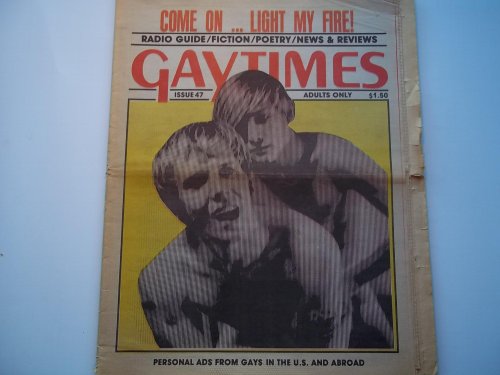 COME ON ... LIGHT MY FIRE!
RADIO GUIDE/FICTION/POETRY/NEWS & REVIEWS
GAYTIMES
ISSUE 47 ADULTS ONLY $1.50
PERSONAL ADS FROM GAYS IN THE U.S. AND ABROAD